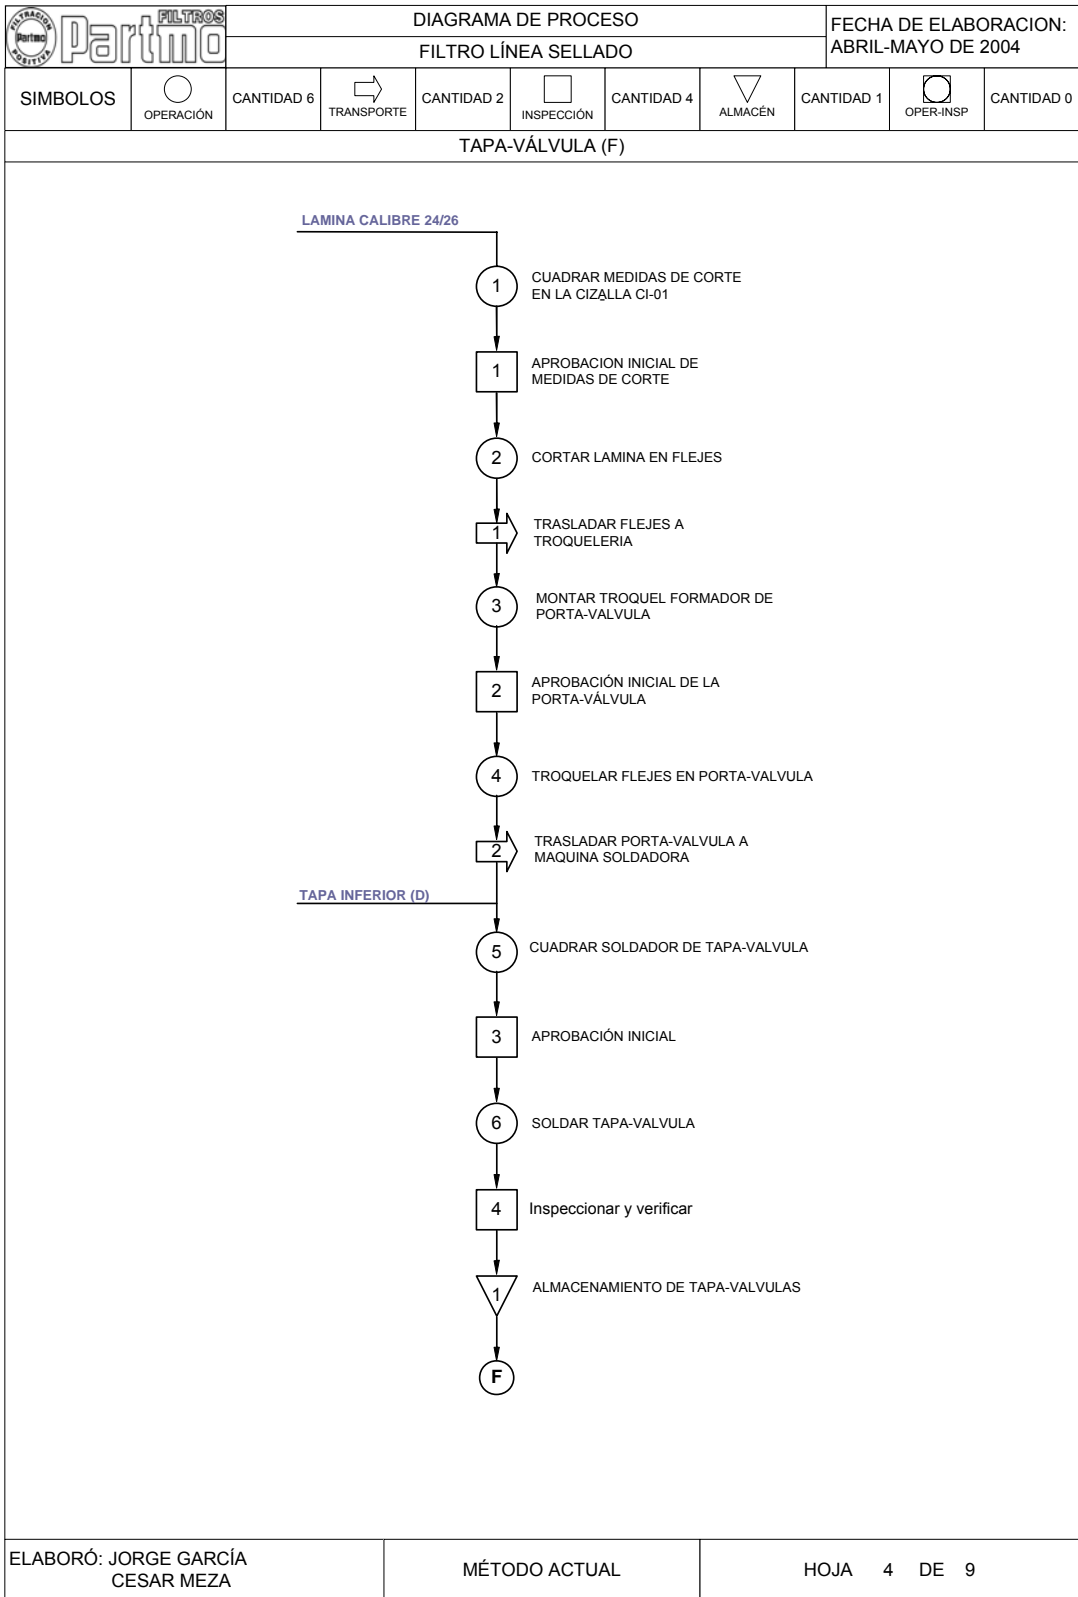 FILTRACION
Partmo
POSITIVA
FILTROS
Partmo
DIAGRAMA DE PROCESO
FILTRO LÍNEA SELLADO
FECHA DE ELABORACION:
ABRIL-MAYO DE 2004
SIMBOLOS
OPERACIÓN
CANTIDAD 6
TRANSPORTE
CANTIDAD 2
INSPECCIÓN
CANTIDAD 4
ALMACÉN
CANTIDAD 1
OPER-INSP
CANTIDAD 0
TAPA-VÁLVULA (F)
LAMINA CALIBRE 24/26
1
CUADRAR MEDIDAS DE CORTE
EN LA CIZALLA CI-01
1
APROBACION INICIAL DE
MEDIDAS DE CORTE
2
CORTAR LAMINA EN FLEJES
1
TRASLADAR FLEJES A
TROQUELERIA
3
MONTAR TROQUEL FORMADOR DE
PORTA-VALVULA
2
APROBACIÓN INICIAL DE LA
PORTA-VÁLVULA
4
TROQUELAR FLEJES EN PORTA-VALVULA
2
TRASLADAR PORTA-VALVULA A
MAQUINA SOLDADORA
TAPA INFERIOR (D)
5
CUADRAR SOLDADOR DE TAPA-VALVULA
3
APROBACIÓN INICIAL
6
SOLDAR TAPA-VALVULA
4
Inspeccionar y verificar
1
ALMACENAMIENTO DE TAPA-VALVULAS
F
ELABORÓ: JORGE GARCÍA
CESAR MEZA
MÉTODO ACTUAL
HOJA 4 DE 9